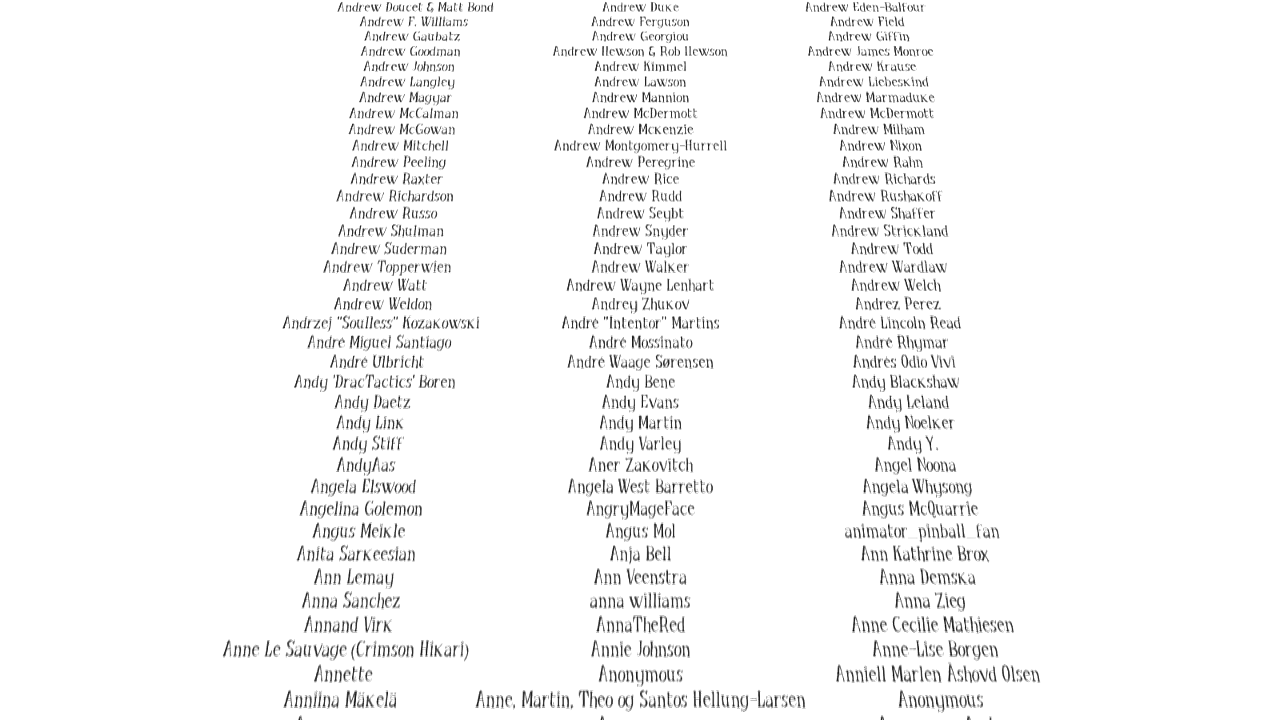 Andrew Doucet & Matt Bond Andrew Duke Andrew Eden-Balfour
Andrew F. Williams Andrew Ferguson Andrew Field
Andrew Gaubatz Andrew Georgiou Andrew Giffin
Andrew Goodman Andrew Hewson & Rob Hewson Andrew James Monroe
Andrew Johnson Andrew Kimmel Andrew Krause
Andrew Langley Andrew Lawson Andrew Liebeskind
Andrew Magyar Andrew Mannion Andrew Marmaduke
Andrew McCalman Andrew McDermott Andrew McDermott
Andrew McGowan Andrew McKenzie Andrew Milham
Andrew Mitchell Andrew Montgomery-Hurrell Andrew Nixon
Andrew Peeling Andrew Peregrine Andrew Rahn
Andrew Raxter Andrew Rice Andrew Richards
Andrew Richardson Andrew Rudd Andrew Rushakoff
Andrew Russo Andrew Seybt Andrew Shaffer
Andrew Shulman Andrew Snyder Andrew Strickland
Andrew Suderman Andrew Taylor Andrew Todd
Andrew Topperwien Andrew Walker Andrew Wardlaw
Andrew Watt Andrew Wayne Lenhart Andrew Welch
Andrew Weldon Andrey Zhukov Andrez Perez
Andrzej "Soulless" Kozakowski André "Intentor" Martins André Lincoln Read
André Miguel Santiago André Mossinato André Rhymar
André Ulbricht André Waage Sørensen Andrés Odio Vivi
Andy 'DracTactics' Boren Andy Bene Andy Blackshaw
Andy Daetz Andy Evans Andy Leland
Andy Link Andy Martin Andy Noelker
Andy Stiff Andy Varley Andy Y.
AndyAas Aner Zakovitch Angel Noona
Angela Elswood Angela West Barretto Angela Whysong
Angelina Golemon AngryMageFace Angus McQuarrie
Angus Meikle Angus Mol animator_pinball_fan
Anita Sarkeesian Anja Bell Ann Kathrine Brox
Ann Lemay Ann Veenstra Anna Demska
Anna Sanchez anna williams Anna Zieg
Annand Virk AnnaTheRed Anne Cecilie Mathiesen
Anne Le Sauvage (Crimson Hikari) Annie Johnson Anne-Lise Borgen
Annette Anonymous Anniell Marlen Åshovd Olsen
Anniina Mäkelä Anne, Martin, Theo og Santos Hellung-Larsen Anonymous